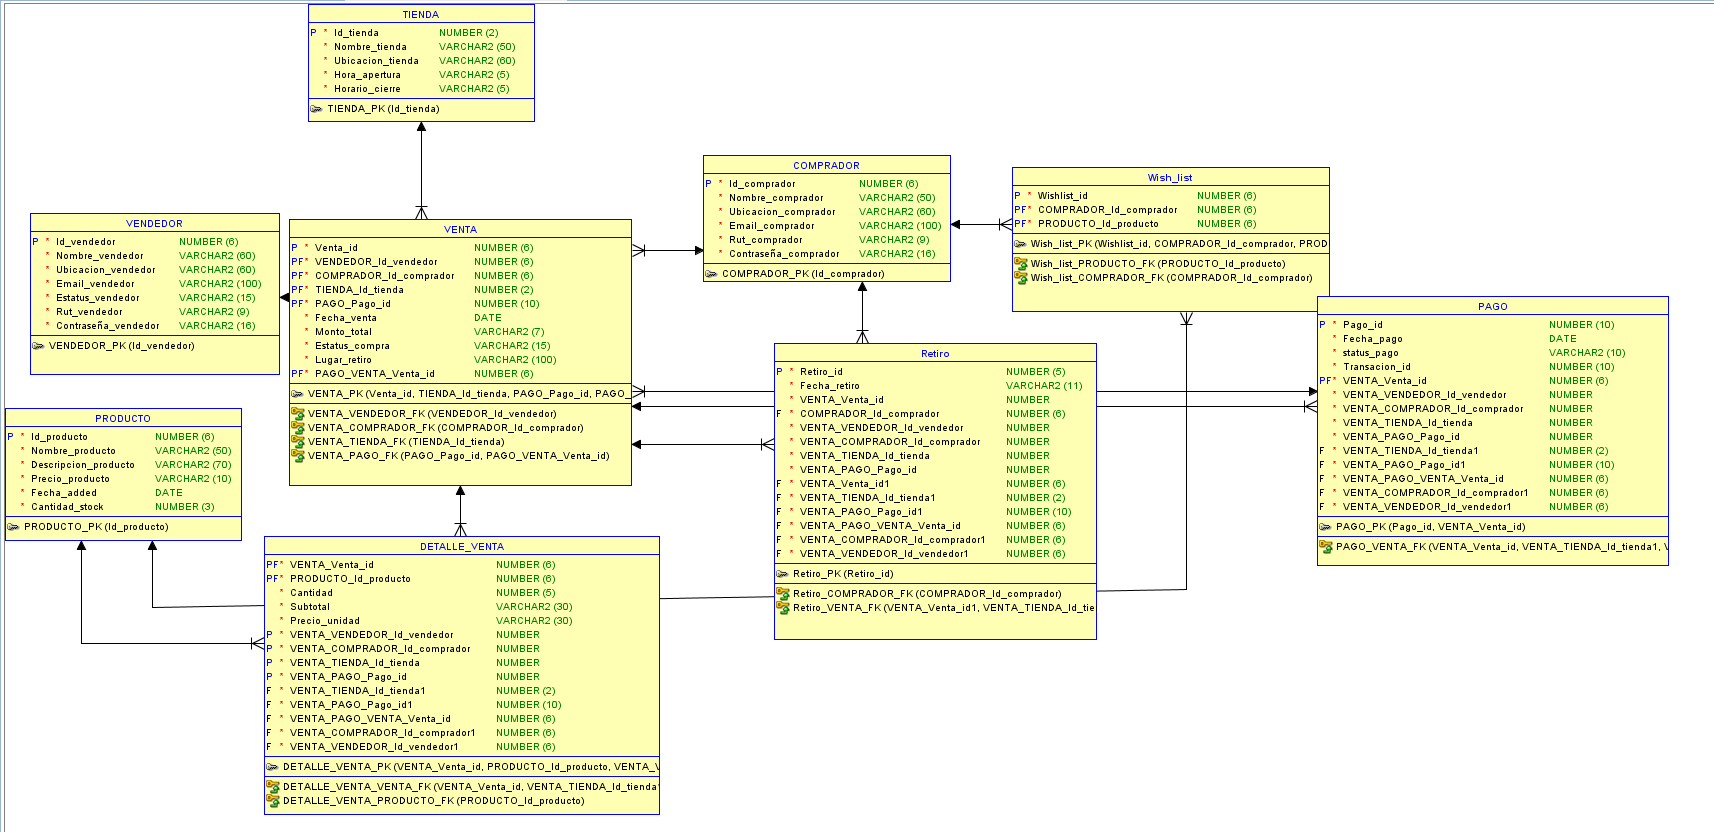 TIENDA
P * Id_tienda NUMBER (2)
* Nombre_tienda VARCHAR2 (50)
* Ubicacion_tienda VARCHAR2 (60)
* Hora_apertura VARCHAR2 (5)
* Horario_cierre VARCHAR2 (5)
TIENDA_PK (Id_tienda)
VENDEDOR
P * Id_vendedor NUMBER (6)
* Nombre_vendedor VARCHAR2 (60)
* Ubicacion_vendedor VARCHAR2 (60)
* Email_vendedor VARCHAR2 (100)
* Estatus_vendedor VARCHAR2 (15)
* Rut_vendedor VARCHAR2 (9)
* Contraseña_vendedor VARCHAR2 (16)
VENDEDOR_PK (Id_vendedor)
VENTA
P * Venta_id NUMBER (6)
PF* VENDEDOR_Id_vendedor NUMBER (6)
PF* COMPRADOR_Id_comprador NUMBER (6)
PF* TIENDA_Id_tienda NUMBER (2)
PF* PAGO_Pago_id NUMBER (10)
* Fecha_venta DATE
* Monto_total VARCHAR2 (7)
* Estatus_compra VARCHAR2 (15)
* Lugar_retiro VARCHAR2 (100)
PF* PAGO_VENTA_Venta_id NUMBER (6)
VENTA_PK (Venta_id, TIENDA_Id_tienda, PAGO_Pago_id, PAGO_
VENTA_VENDEDOR_FK (VENDEDOR_Id_vendedor)
VENTA_COMPRADOR_FK (COMPRADOR_Id_comprador)
VENTA_TIENDA_FK (TIENDA_Id_tienda)
VENTA_PAGO_FK (PAGO_Pago_id, PAGO_VENTA_Venta_id)
COMPRADOR
P * Id_comprador NUMBER (6)
* Nombre_comprador VARCHAR2 (50)
* Ubicacion_comprador VARCHAR2 (60)
* Email_comprador VARCHAR2 (100)
* Rut_comprador VARCHAR2 (9)
* Contraseña_comprador VARCHAR2 (16)
COMPRADOR_PK (Id_comprador)
Wish_list
P * Wishlist_id NUMBER (6)
PF* COMPRADOR_Id_comprador NUMBER (6)
PF* PRODUCTO_Id_producto NUMBER (6)
Wish_list_PK (Wishlist_id, COMPRADOR_Id_comprador, PROD
Wish_list_PRODUCTO_FK (PRODUCTO_Id_producto)
Wish_list_COMPRADOR_FK (COMPRADOR_Id_comprador)
PAGO
P * Pago_id NUMBER (10)
* Fecha_pago DATE
* status_pago VARCHAR2 (10)
* Transacion_id NUMBER (10)
PF* VENTA_Venta_id NUMBER (6)
* VENTA_VENDEDOR_Id_vendedor NUMBER
* VENTA_COMPRADOR_Id_comprador NUMBER
* VENTA_TIENDA_Id_tienda NUMBER
* VENTA_PAGO_Pago_id NUMBER
F * VENTA_TIENDA_Id_tienda1 NUMBER (2)
F * VENTA_PAGO_Pago_id1 NUMBER (10)
F * VENTA_PAGO_VENTA_Venta_id NUMBER (6)
F * VENTA_COMPRADOR_Id_comprador1 NUMBER (6)
F * VENTA_VENDEDOR_Id_vendedor1 NUMBER (6)
PAGO_PK (Pago_id, VENTA_Venta_id)
PAGO_VENTA_FK (VENTA_Venta_id, VENTA_TIENDA_Id_tienda1, V
Retiro
P * Retiro_id NUMBER (5)
* Fecha_retiro VARCHAR2 (11)
* VENTA_Venta_id NUMBER
F * COMPRADOR_Id_comprador NUMBER (6)
* VENTA_VENDEDOR_Id_vendedor NUMBER
* VENTA_COMPRADOR_Id_comprador NUMBER
* VENTA_TIENDA_Id_tienda NUMBER
* VENTA_PAGO_Pago_id NUMBER
F * VENTA_Venta_id1 NUMBER (6)
F * VENTA_TIENDA_Id_tienda1 NUMBER (2)
F * VENTA_PAGO_Pago_id1 NUMBER (10)
F * VENTA_PAGO_VENTA_Venta_id NUMBER (6)
F * VENTA_COMPRADOR_Id_comprador1 NUMBER (6)
F * VENTA_VENDEDOR_Id_vendedor1 NUMBER (6)
Retiro_PK (Retiro_id)
Retiro_COMPRADOR_FK (COMPRADOR_Id_comprador)
Retiro_VENTA_FK (VENTA_Venta_id1, VENTA_TIENDA_Id_tie
PRODUCTO
P * Id_producto NUMBER (6)
* Nombre_producto VARCHAR2 (50)
* Descripcion_producto VARCHAR2 (70)
* Precio_producto VARCHAR2 (10)
* Fecha_added DATE
* Cantidad_stock NUMBER (3)
PRODUCTO_PK (Id_producto)
DETALLE_VENTA
PF* VENTA_Venta_id NUMBER (6)
PF* PRODUCTO_Id_producto NUMBER (6)
* Cantidad NUMBER (5)
* Subtotal VARCHAR2 (30)
* Precio_unidad VARCHAR2 (30)
P * VENTA_VENDEDOR_Id_vendedor NUMBER
P * VENTA_COMPRADOR_Id_comprador NUMBER
P * VENTA_TIENDA_Id_tienda NUMBER
P * VENTA_PAGO_Pago_id NUMBER
F * VENTA_TIENDA_Id_tienda1 NUMBER (2)
F * VENTA_PAGO_Pago_id1 NUMBER (10)
F * VENTA_PAGO_VENTA_Venta_id NUMBER (6)
F * VENTA_COMPRADOR_Id_comprador1 NUMBER (6)
F * VENTA_VENDEDOR_Id_vendedor1 NUMBER (6)
DETALLE_VENTA_PK (VENTA_Venta_id, PRODUCTO_Id_producto, VENTA_V
DETALLE_VENTA_VENTA_FK (VENTA_Venta_id, VENTA_TIENDA_Id_tienda
DETALLE_VENTA_PRODUCTO_FK (PRODUCTO_Id_producto)